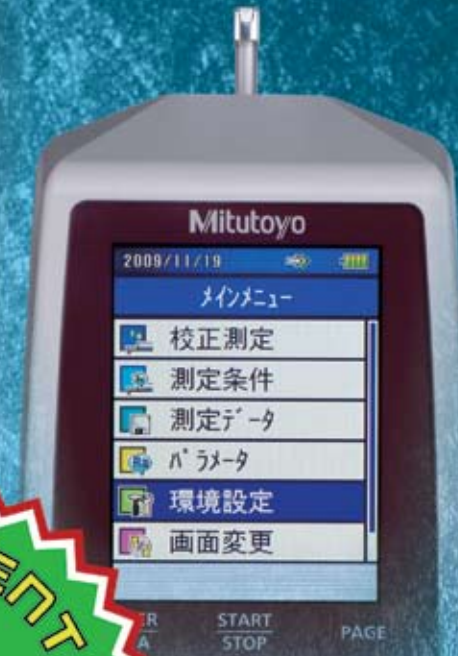 Mitutoyo
2009/11/19
メインメニュー
校正測定
測定条件
測定データ
パラメータ
環境設定
画面変更
START
STOP
PAGE